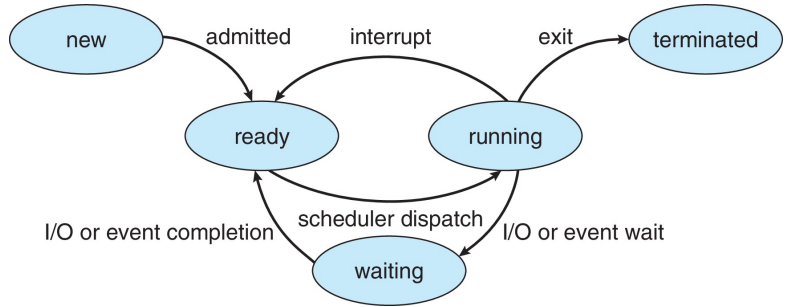 new
admitted
interrupt
exit
terminated
ready
running
I/O or event completion
scheduler dispatch
I/O or event wait
waiting